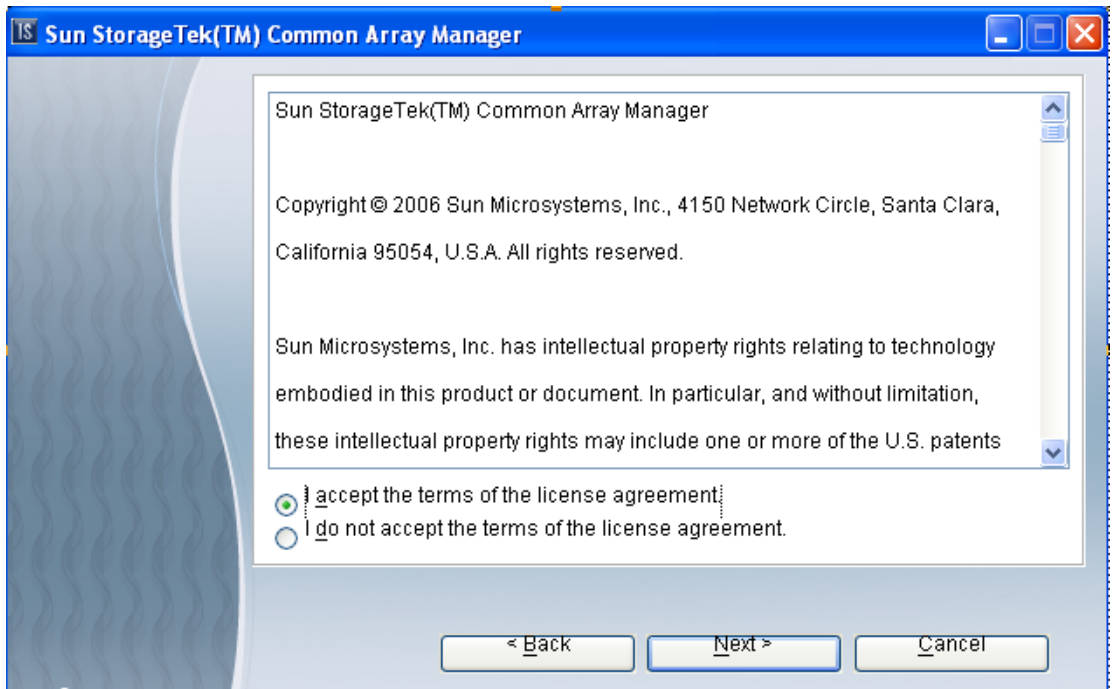 IS Sun StorageTek(TM) Common Array Manager
Sun StorageTek(TM) Common Array Manager
Copyright © 2006 Sun Microsystems, Inc., 4150 Network Circle, Santa Clara,
California 95054, U.S.A. All rights reserved.
Sun Microsystems, Inc. has intellectual property rights relating to technology
embodied in this product or document. In particular, and without limitation,
these intellectual property rights may include one or more of the U.S. patents
I accept the terms of the license agreement.
I do not accept the terms of the license agreement.
< Back Next > Cancel